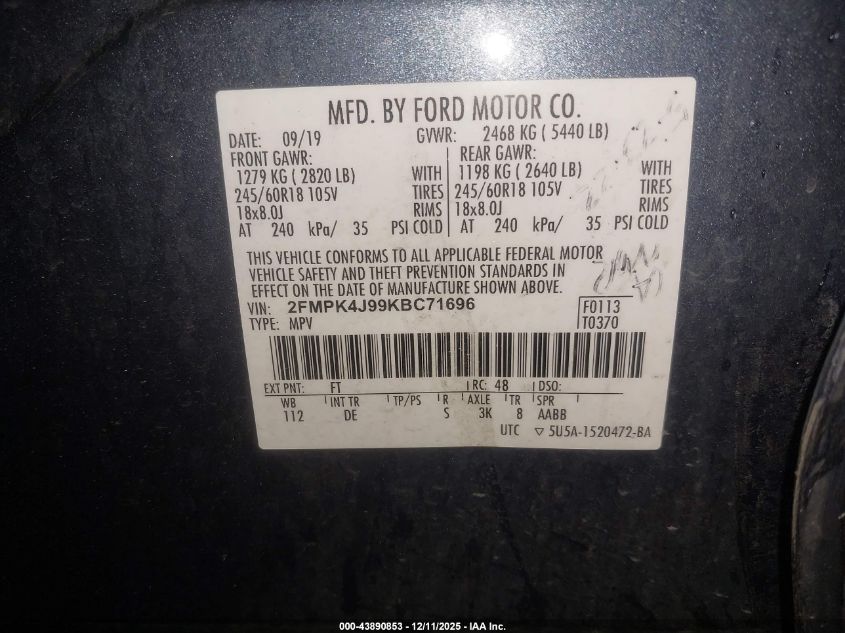 MFD. BY FORD MOTOR CO.
DATE: 09/19 GVWR: 2468 KG ( 5440 LB)
FRONT GAWR: REAR GAWR:
1279 KG ( 2820 LB) WITH 1198 KG ( 2640 LB) WITH
245/60R18 105V TIRES 245/60R18 105V TIRES
18x8.0J RIMS 18x8.0J RIMS
AT 240 kPa/ 35 PSI COLD AT 240 kPa/ 35 PSI COLD
THIS VEHICLE CONFORMS TO ALL APPLICABLE FEDERAL MOTOR
VEHICLE SAFETY AND THEFT PREVENTION STANDARDS IN
EFFECT ON THE DATE OF MANUFACTURE SHOWN ABOVE.
VIN: 2FMPK4J99KBC71696 F0113
TYPE: MPV T0370
EXT PNT: FT RC: 48 DSO:
WB INT TR TP/PS R AXLE TR SPR
112 DE S 3K 8 AABB
UTC ▽ 5U5A-1520472-BA
000-43890853 - 12/11/2025 - IAA Inc.